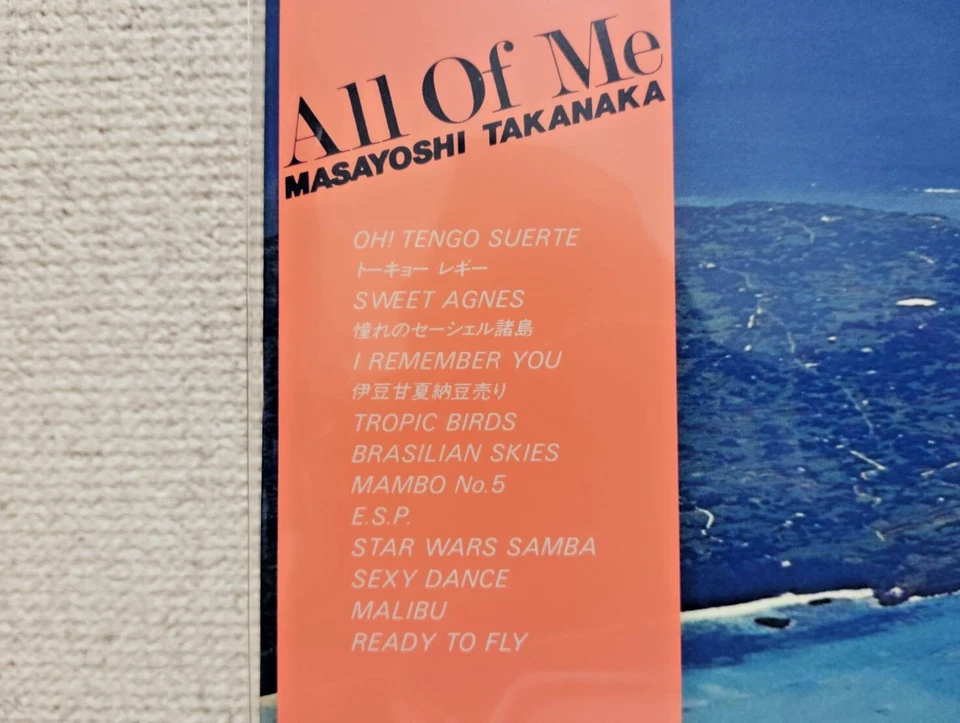 All Of Me
MASAYOSHI TAKANAKA
OH! TENGO SUERTE
トーキョー レギー
SWEET AGNES
憧れのセーシェル諸島
I REMEMBER YOU
伊豆甘夏納豆売り
TROPIC BIRDS
BRASILIAN SKIES
MAMBO No.5
E.S.P.
STAR WARS SAMBA
SEXY DANCE
MALIBU
READY TO FLY